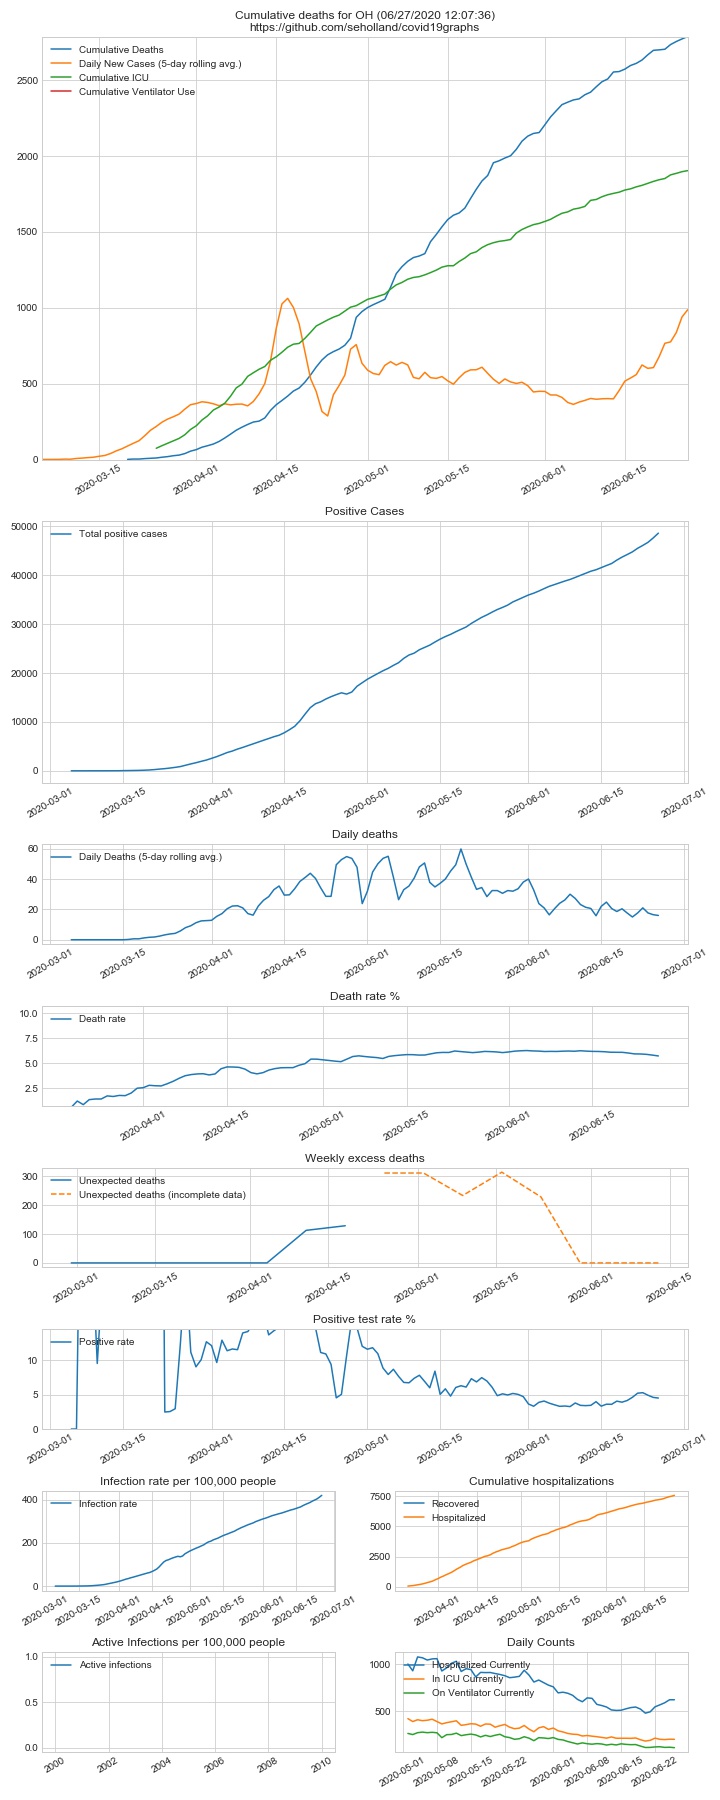 Cumulative deaths for OH (06/27/2020 12:07:36)
https://github.com/seholland/covid19graphs
Cumulative Deaths
Daily New Cases (5-day rolling avg.)
Cumulative ICU
Cumulative Ventilator Use
2500
2000
1500
1000
500
0
2020-03-15 2020-04-01 2020-04-15 2020-05-01 2020-05-15 2020-06-01 2020-06-15
Positive Cases
Total positive cases
50000
40000
30000
20000
10000
0
2020-03-01 2020-03-15 2020-04-01 2020-04-15 2020-05-01 2020-05-15 2020-06-01 2020-06-15 2020-07-01
Daily deaths
Daily Deaths (5-day rolling avg.)
60
40
20
0
2020-03-01 2020-03-15 2020-04-01 2020-04-15 2020-05-01 2020-05-15 2020-06-01 2020-06-15 2020-07-01
Death rate %
Death rate
10.0
7.5
5.0
2.5
2020-04-01 2020-04-15 2020-05-01 2020-05-15 2020-06-01 2020-06-15
Weekly excess deaths
Unexpected deaths
Unexpected deaths (incomplete data)
300
200
100
0
2020-03-01 2020-03-15 2020-04-01 2020-04-15 2020-05-01 2020-05-15 2020-06-01 2020-06-15
Positive test rate %
Positive rate
10
5
0
2020-03-01 2020-03-15 2020-04-01 2020-04-15 2020-05-01 2020-05-15 2020-06-01 2020-06-15 2020-07-01
Infection rate per 100,000 people
Infection rate
400
200
0
2020-03-01 2020-03-15 2020-04-01 2020-04-15 2020-05-01 2020-05-15 2020-06-01 2020-06-15 2020-07-01
Cumulative hospitalizations
Recovered
Hospitalized
7500
5000
2500
0
2020-04-01 2020-04-15 2020-05-01 2020-05-15 2020-06-01 2020-06-15
Active Infections per 100,000 people
Active infections
1.0
0.5
0.0
2000 2002 2004 2006 2008 2010
Daily Counts
Hospitalized Currently
In ICU Currently
On Ventilator Currently
1000
500
2020-05-01 2020-05-08 2020-05-15 2020-05-22 2020-06-01 2020-06-08 2020-06-15 2020-06-22